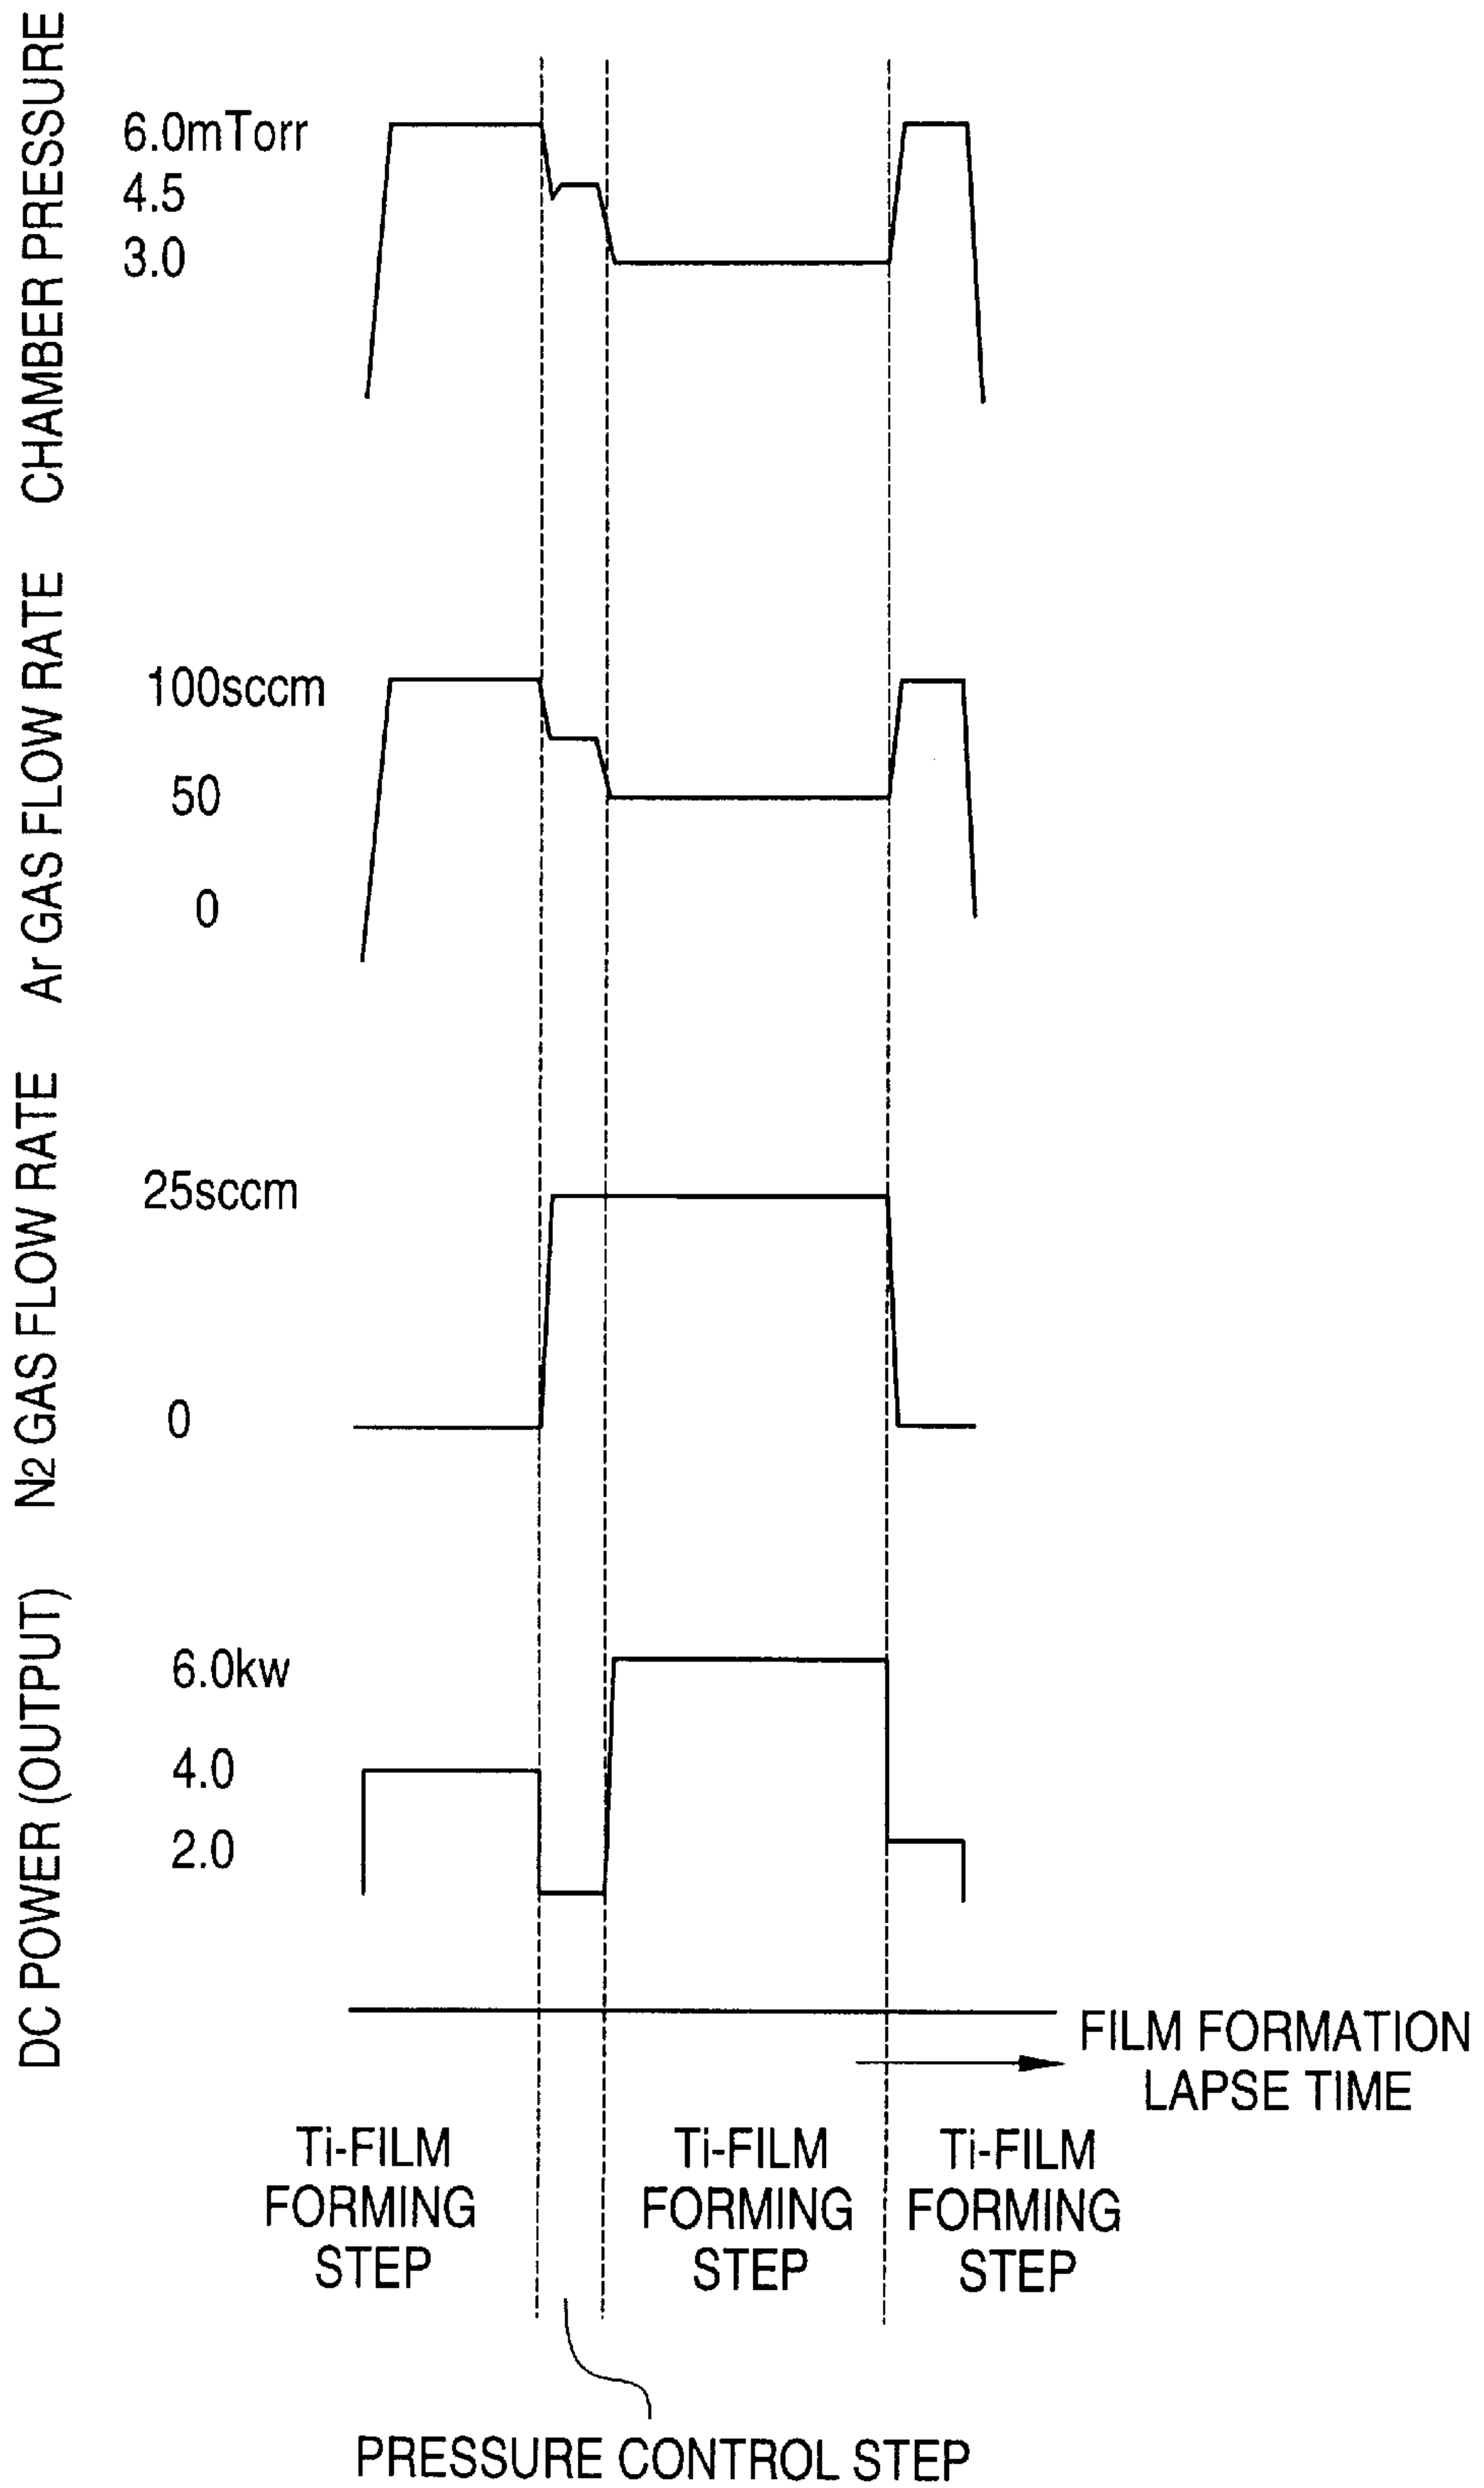 CHAMBER PRESSURE
6.0mTorr
4.5
3.0
Ar GAS FLOW RATE
100sccm
50
0
N2 GAS FLOW RATE
25sccm
0
DC POWER (OUTPUT)
6.0kw
4.0
2.0
FILM FORMATION
LAPSE TIME
Ti-FILM
FORMING
STEP
Ti-FILM
FORMING
STEP
Ti-FILM
FORMING
STEP
PRESSURE CONTROL STEP